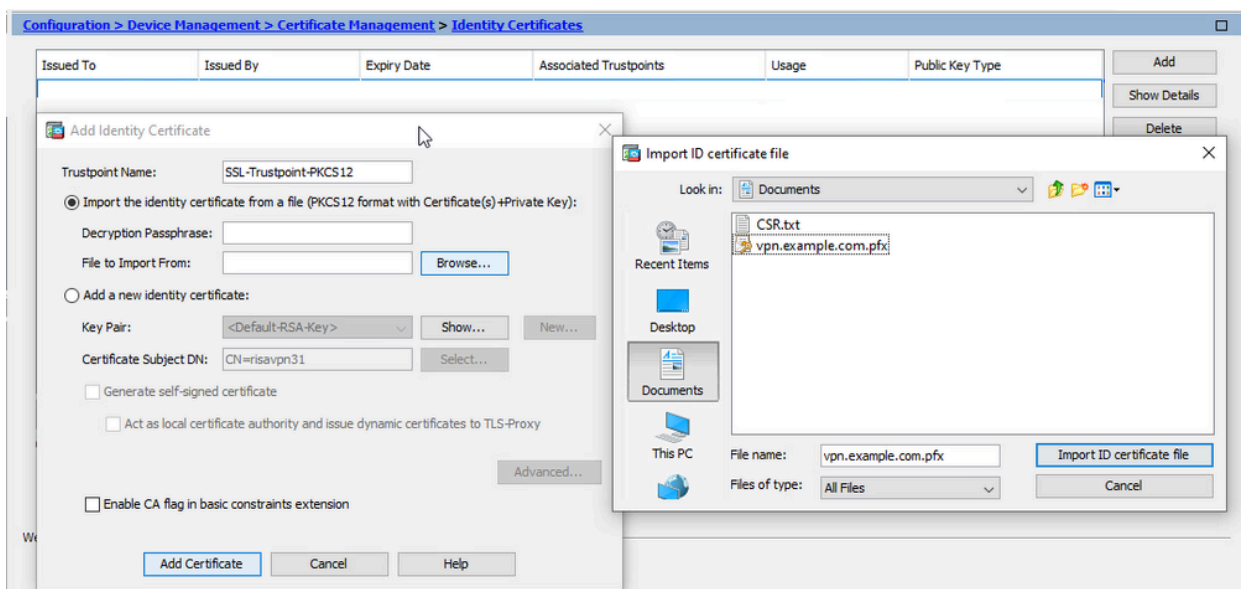 Configuration > Device Management > Certificate Management > Identity Certificates
Issued To Issued By Expiry Date Associated Trustpoints Usage Public Key Type
Add
Show Details
Delete
Add Identity Certificate
Trustpoint Name: SSL-Trustpoint-PKCS12
Import the identity certificate from a file (PKCS12 format with Certificate(s)+Private Key):
Decryption Passphrase:
File to Import From: Browse...
Add a new identity certificate:
Key Pair: <Default-RSA-Key> Show... New...
Certificate Subject DN: CN=risavpn31 Select...
Generate self-signed certificate
Act as local certificate authority and issue dynamic certificates to TLS-Proxy
Advanced...
Enable CA flag in basic constraints extension
Add Certificate Cancel Help
Import ID certificate file
Look in: Documents
CSR.txt
vpn.example.com.pfx
Recent Items
Desktop
Documents
This PC
File name: vpn.example.com.pfx Import ID certificate file
Files of type: All Files Cancel